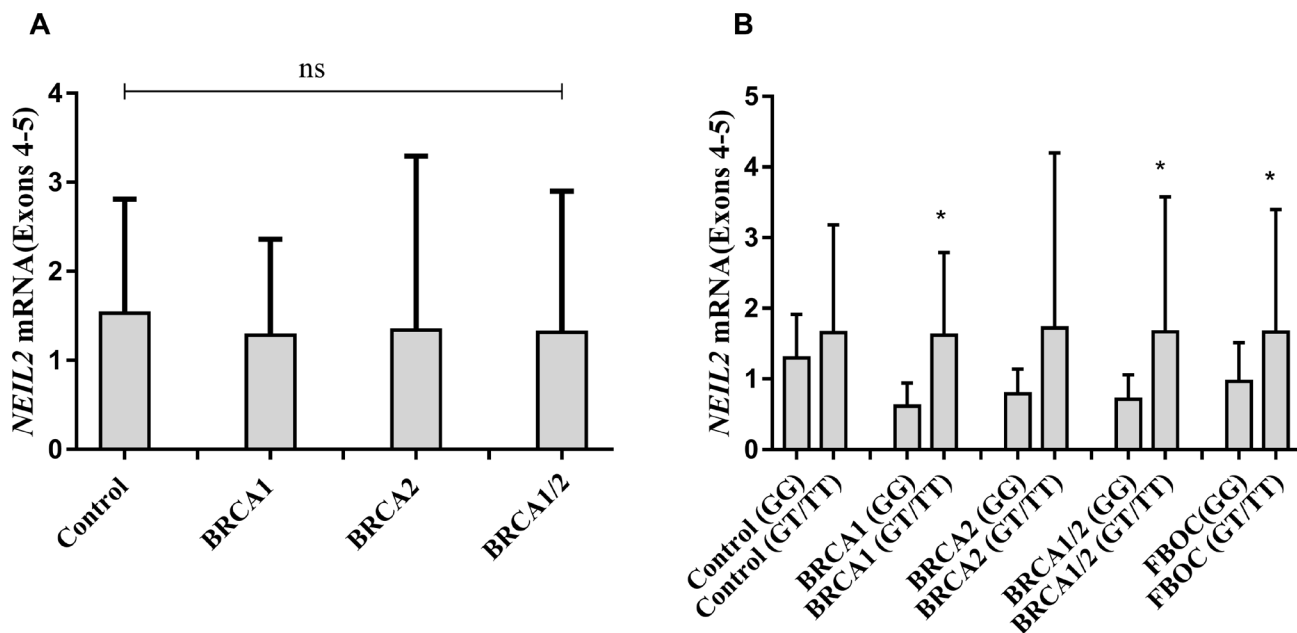 A
NEIL2 mRNA(Exons 4-5)
4
3
2
1
0
ns
Control
BRCA1
BRCA2
BRCA1/2
B
NEIL2 mRNA(Exons 4-5)
5
4
3
2
1
0
*
*
*
Control (GG)
Control (GT/TT)
BRCA1 (GG)
BRCA1 (GT/TT)
BRCA2 (GG)
BRCA2 (GT/TT)
BRCA1/2 (GG)
BRCA1/2 (GT/TT)
FBOC(GG)
FBOC (GT/TT)